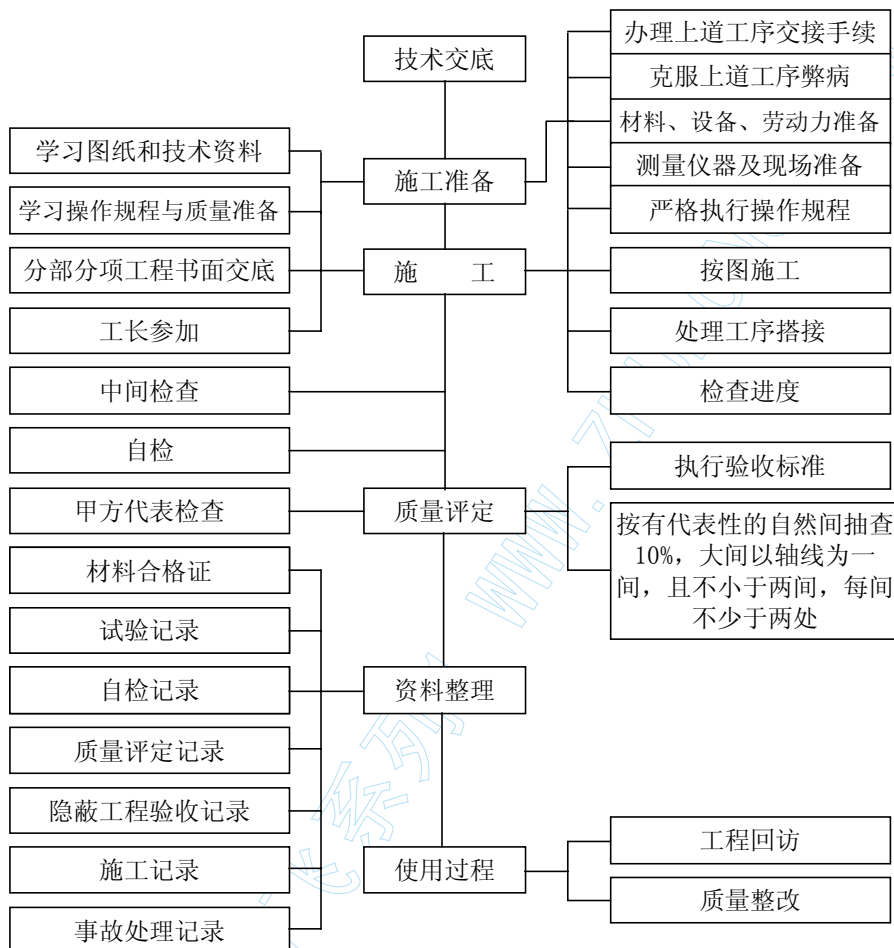 技术交底
办理上道工序交接手续
克服上道工序弊病
材料、设备、劳动力准备
学习图纸和技术资料
施工准备
测量仪器及现场准备
学习操作规程与质量准备
严格执行操作规程
分部分项工程书面交底
施 工
按图施工
工长参加
处理工序搭接
中间检查
检查进度
自检
执行验收标准
甲方代表检查
质量评定
按有代表性的自然间抽查
10%，大间以轴线为一
间，且不小于两间，每间
不少于两处
材料合格证
试验记录
自检记录
资料整理
质量评定记录
隐蔽工程验收记录
施工记录
使用过程
工程回访
质量整改
事故处理记录
飞系列 WWW.